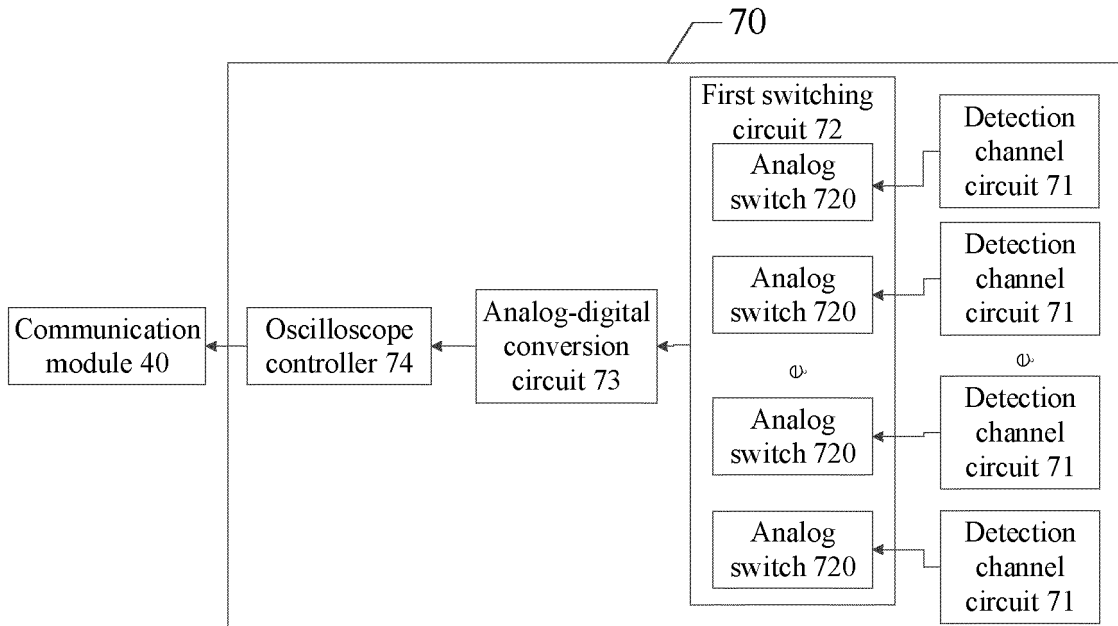 70
First switching
circuit 72
Analog
switch 720
Analog
switch 720
Analog
switch 720
Analog
switch 720
Detection
channel
circuit 71
Detection
channel
circuit 71
Detection
channel
circuit 71
Detection
channel
circuit 71
Communication
module 40
Oscilloscope
controller 74
Analog-digital
conversion
circuit 73